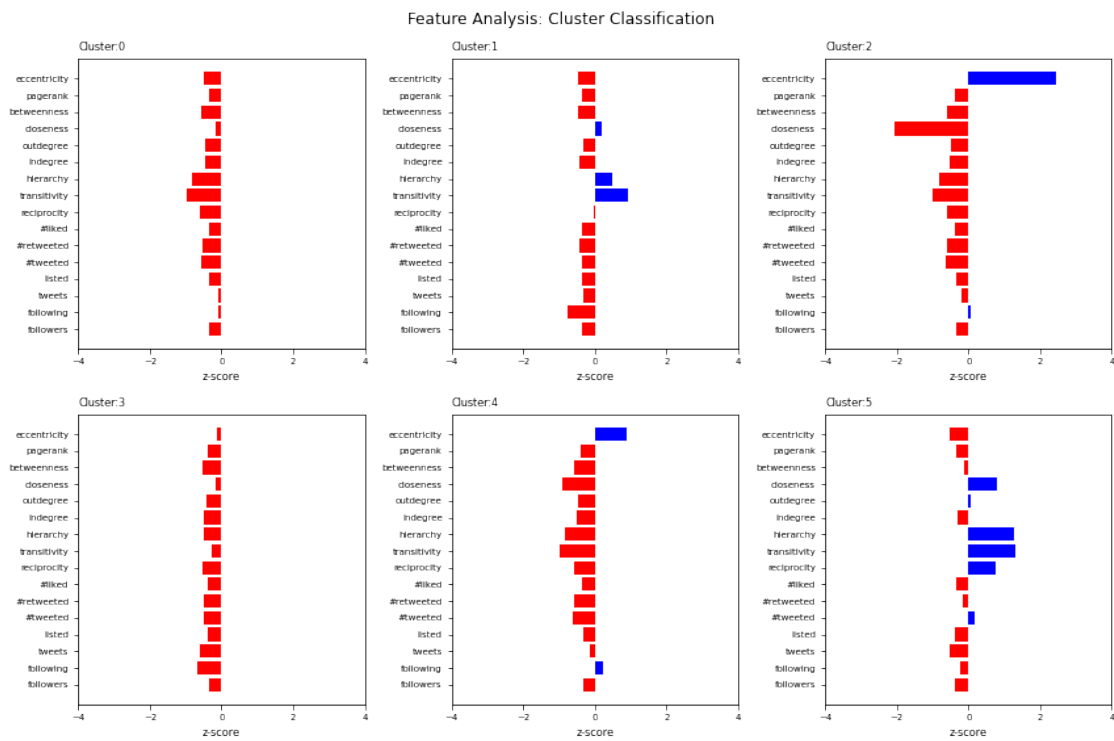 Feature Analysis: Cluster Classification
Cluster:0
eccentricity
pagerank
betweenness
closeness
outdegree
indegree
hierarchy
transitivity
reciprocity
#liked
#retweeted
#tweeted
listed
tweets
following
followers
−4 −2 0 2 4
z-score
Cluster:1
eccentricity
pagerank
betweenness
closeness
outdegree
indegree
hierarchy
transitivity
reciprocity
#liked
#retweeted
#tweeted
listed
tweets
following
followers
−4 −2 0 2 4
z-score
Cluster:2
eccentricity
pagerank
betweenness
closeness
outdegree
indegree
hierarchy
transitivity
reciprocity
#liked
#retweeted
#tweeted
listed
tweets
following
followers
−4 −2 0 2 4
z-score
Cluster:3
eccentricity
pagerank
betweenness
closeness
outdegree
indegree
hierarchy
transitivity
reciprocity
#liked
#retweeted
#tweeted
listed
tweets
following
followers
−4 −2 0 2 4
z-score
Cluster:4
eccentricity
pagerank
betweenness
closeness
outdegree
indegree
hierarchy
transitivity
reciprocity
#liked
#retweeted
#tweeted
listed
tweets
following
followers
−4 −2 0 2 4
z-score
Cluster:5
eccentricity
pagerank
betweenness
closeness
outdegree
indegree
hierarchy
transitivity
reciprocity
#liked
#retweeted
#tweeted
listed
tweets
following
followers
−4 −2 0 2 4
z-score